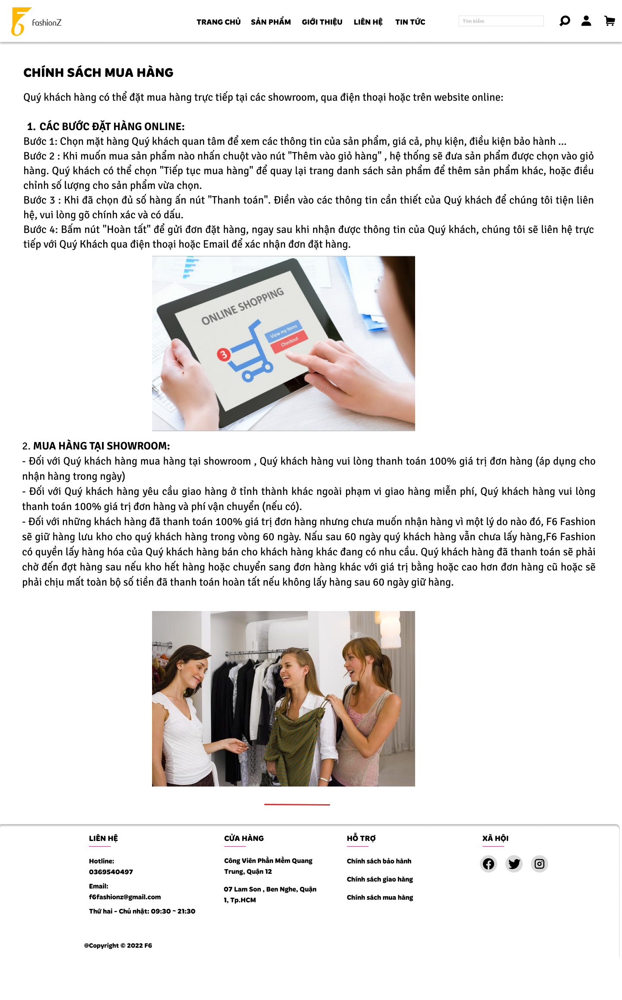 6 FashionZ
TRANG CHỦ SẢN PHẨM GIỚI THIỆU LIÊN HỆ TIN TỨC
Tìm kiếm
CHÍNH SÁCH MUA HÀNG
Quý khách hàng có thể đặt mua hàng trực tiếp tại các showroom, qua điện thoại hoặc trên website online:
1. CÁC BƯỚC ĐẶT HÀNG ONLINE:
Bước 1: Chọn mặt hàng Quý khách quan tâm để xem các thông tin của sản phẩm, giá cả, phụ kiện, điều kiện bảo hành ...
Bước 2 : Khi muốn mua sản phẩm nào nhấn chuột vào nút "Thêm vào giỏ hàng" , hệ thống sẽ đưa sản phẩm được chọn vào giỏ
hàng. Quý khách có thể chọn "Tiếp tục mua hàng" để quay lại trang danh sách sản phẩm để thêm sản phẩm khác, hoặc điều
chỉnh số lượng cho sản phẩm vừa chọn.
Bước 3 : Khi đã chọn đủ số hàng ấn nút "Thanh toán". Điền vào các thông tin cần thiết của Quý khách để chúng tôi tiện liên
hệ, vui lòng gõ chính xác và có dấu.
Bước 4: Bấm nút "Hoàn tất" để gửi đơn đặt hàng, ngay sau khi nhận được thông tin của Quý khách, chúng tôi sẽ liên hệ trực
tiếp với Quý Khách qua điện thoại hoặc Email để xác nhận đơn đặt hàng.
ONLINE SHOPPING
View my items
Checkout
3
2. MUA HÀNG TẠI SHOWROOM:
- Đối với Quý khách hàng mua hàng tại showroom , Quý khách hàng vui lòng thanh toán 100% giá trị đơn hàng (áp dụng cho
nhận hàng trong ngày)
- Đối với Quý khách hàng yêu cầu giao hàng ở tỉnh thành khác ngoài phạm vi giao hàng miễn phí, Quý khách hàng vui lòng
thanh toán 100% giá trị đơn hàng và phí vận chuyển (nếu có).
- Đối với những khách hàng đã thanh toán 100% giá trị đơn hàng nhưng chưa muốn nhận hàng vì một lý do nào đó, F6 Fashion
sẽ giữ hàng lưu kho cho quý khách hàng trong vòng 60 ngày. Nấu sau 60 ngày quý khách hàng vẫn chưa lấy hàng,F6 Fashion
có quyền lấy hàng hóa của Quý khách hàng bán cho khách hàng khác đang có nhu cầu. Quý khách hàng đã thanh toán sẽ phải
chờ đến đợt hàng sau nếu kho hết hàng hoặc chuyển sang đơn hàng khác với giá trị bằng hoặc cao hơn đơn hàng cũ hoặc sẽ
phải chịu mất toàn bộ số tiền đã thanh toán hoàn tất nếu không lấy hàng sau 60 ngày giữ hàng.
LIÊN HỆ
Hotline:
0369540497
Email:
f6fashionz@gmail.com
Thứ hai - Chủ nhật: 09:30 ~ 21:30
CỬA HÀNG
Công Viên Phần Mềm Quang
Trung, Quận 12
07 Lam Son , Ben Nghe, Quận
1, Tp.HCM
HỖ TRỢ
Chính sách bảo hành
Chính sách giao hàng
Chính sách mua hàng
XÃ HỘI
@Copyright © 2022 F6